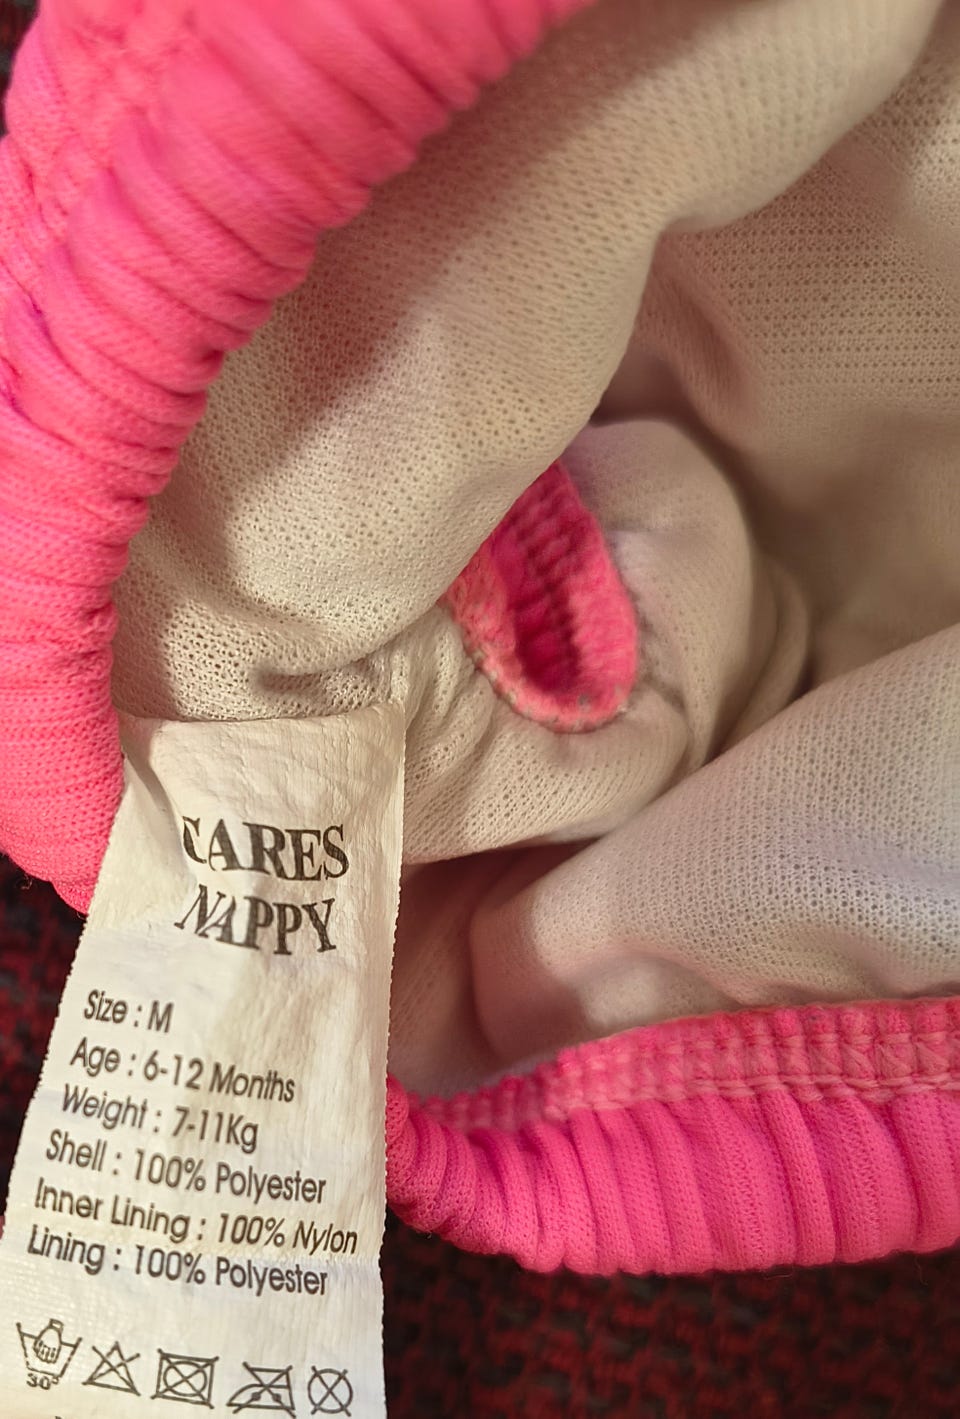 CARES
NAPPY
Size : M
Age : 6-12 Months
Weight : 7-11Kg
Shell : 100% Polyester
Inner Lining : 100% Nylon
Lining : 100% Polyester
30°